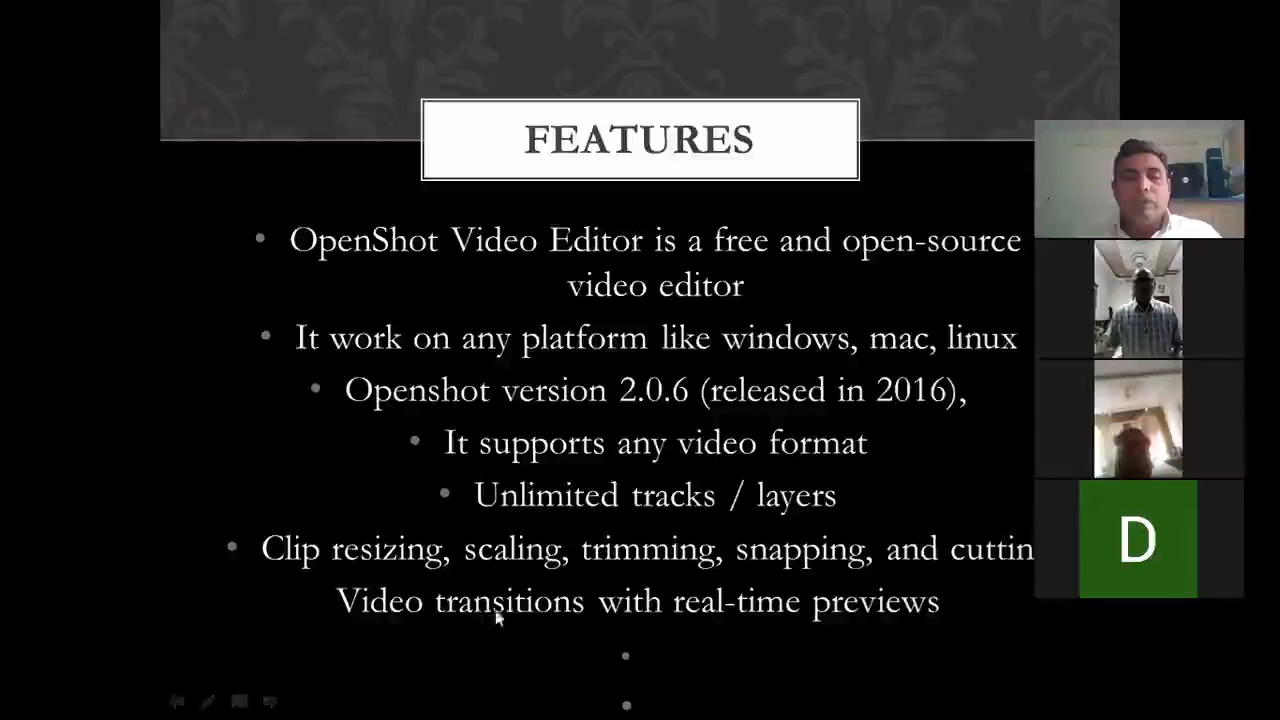 FEATURES
• OpenShot Video Editor is a free and open-source
video editor
• It work on any platform like windows, mac, linux
• Openshot version 2.0.6 (released in 2016),
• It supports any video format
• Unlimited tracks / layers
• Clip resizing, scaling, trimming, snapping, and cuttin
Video transitions with real-time previews
D